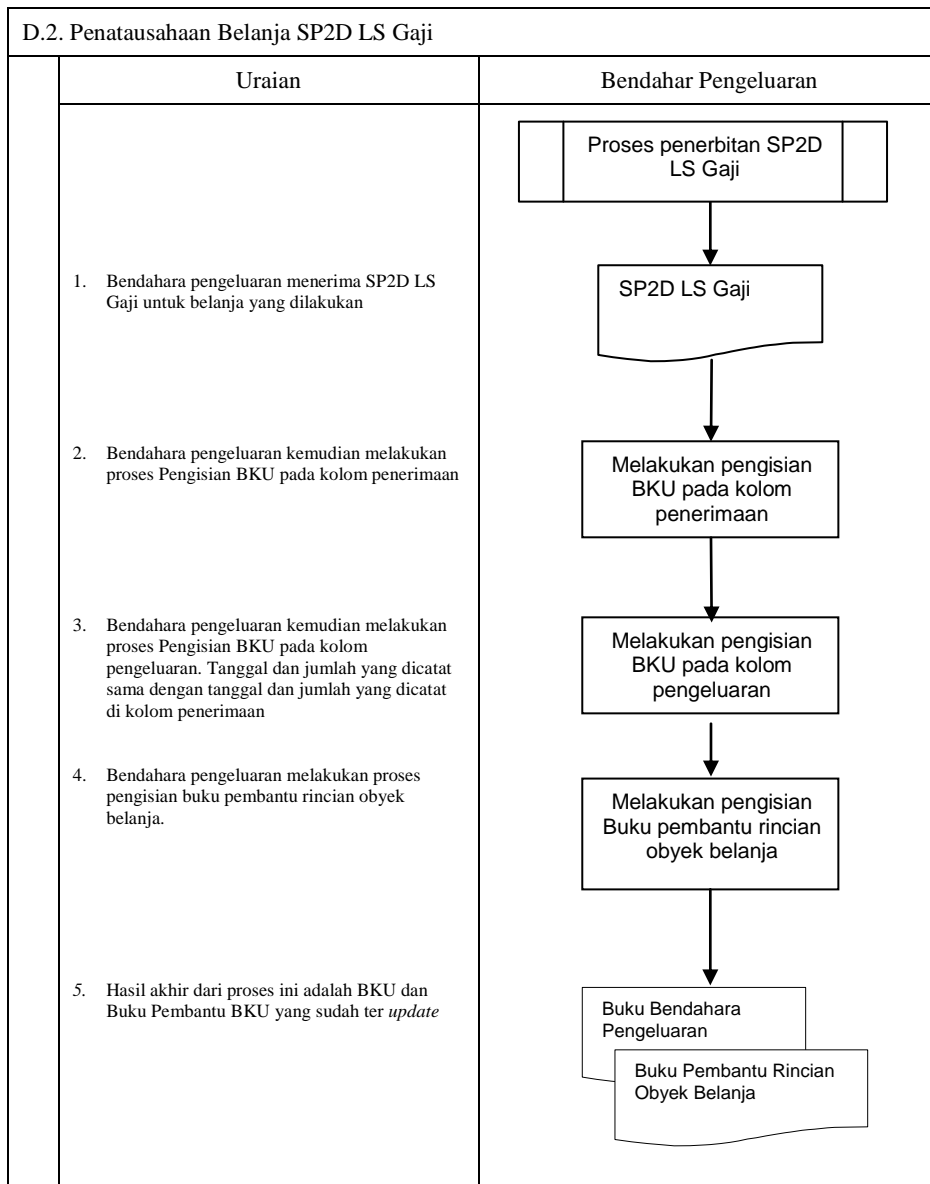 D.2. Penatausahaan Belanja SP2D LS Gaji
Uraian
Bendahar Pengeluaran
Proses penerbitan SP2D
LS Gaji
1. Bendahara pengeluaran menerima SP2D LS
Gaji untuk belanja yang dilakukan
SP2D LS Gaji
2. Bendahara pengeluaran kemudian melakukan
proses Pengisian BKU pada kolom penerimaan
Melakukan pengisian
BKU pada kolom
penerimaan
3. Bendahara pengeluaran kemudian melakukan
proses Pengisian BKU pada kolom
pengeluaran. Tanggal dan jumlah yang dicatat
sama dengan tanggal dan jumlah yang dicatat
di kolom penerimaan
Melakukan pengisian
BKU pada kolom
pengeluaran
4. Bendahara pengeluaran melakukan proses
pengisian buku pembantu rincian obyek
belanja.
Melakukan pengisian
Buku pembantu rincian
obyek belanja
5. Hasil akhir dari proses ini adalah BKU dan
Buku Pembantu BKU yang sudah ter update
Buku Bendahara
Pengeluaran
Buku Pembantu Rincian
Obyek Belanja